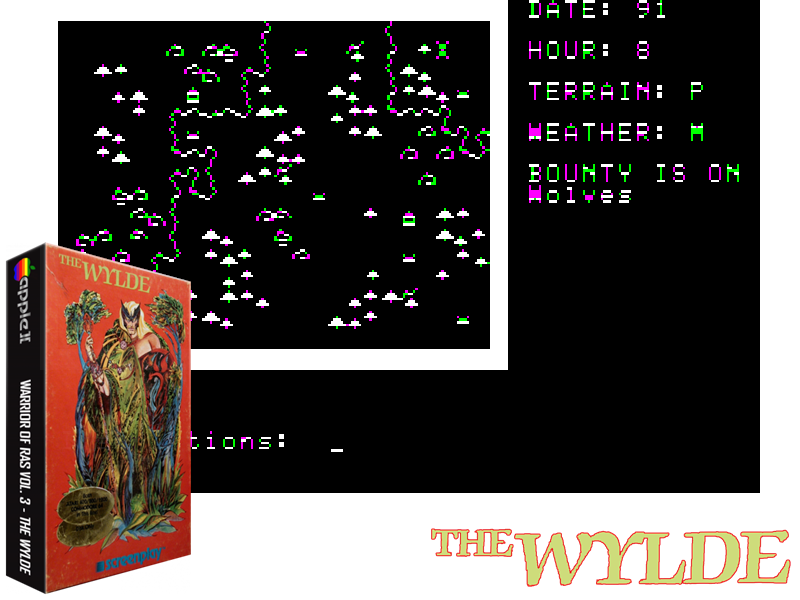 DATE: 91
HOUR: 8
TERRAIN: P
WEATHER: M
BOUNTY IS ON
Wolves
tions: _
THE WYLDE
apple II
WARRIOR OF RAS VOL. 3 - THE WYLDE
screenplay
THE WYLDE